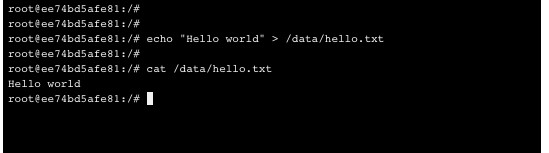 root@ee74bd5afe81:/#
root@ee74bd5afe81:/#
root@ee74bd5afe81:/# echo "Hello world" > /data/hello.txt
root@ee74bd5afe81:/#
root@ee74bd5afe81:/# cat /data/hello.txt
Hello world
root@ee74bd5afe81:/#